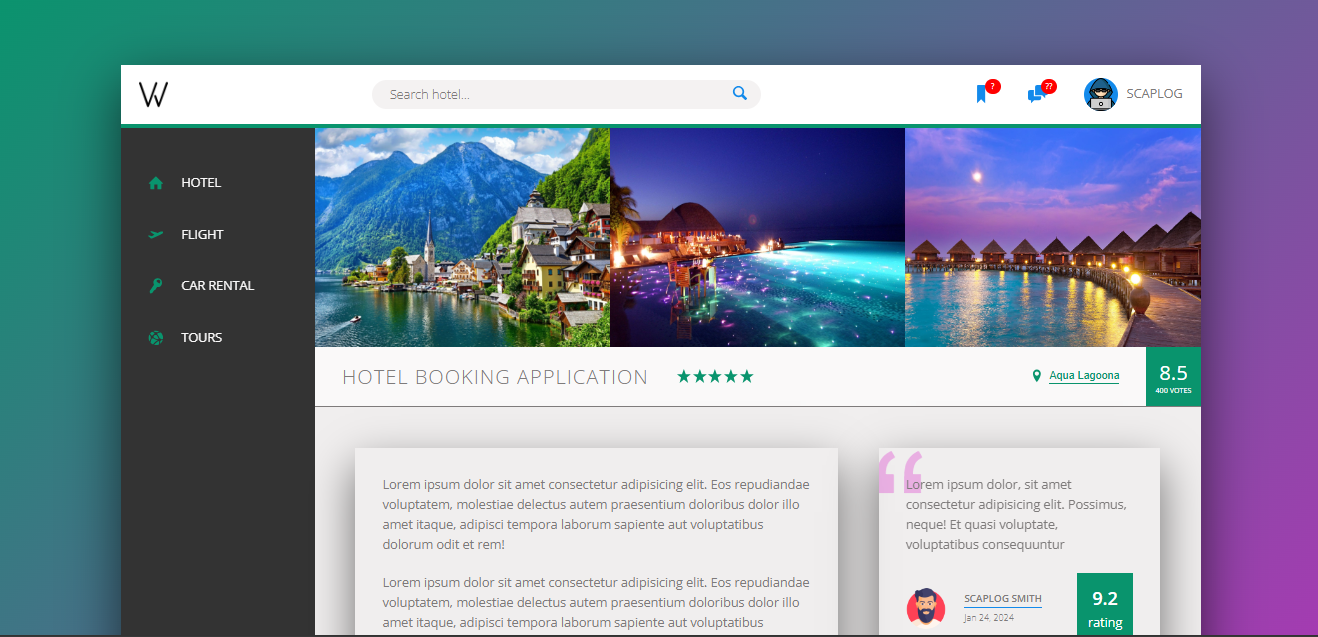 W
Search hotel...
?
??
SCAPLOG
HOTEL
FLIGHT
CAR RENTAL
TOURS
HOTEL BOOKING APPLICATION
Aqua Lagoona
8.5
400 VOTES
Lorem ipsum dolor sit amet consectetur adipisicing elit. Eos repudiandae
voluptatem, molestiae delectus autem praesentium doloribus dolor illo
amet itaque, adipisci tempora laborum sapiente aut voluptatibus
dolorum odit et rem!
Lorem ipsum dolor sit amet consectetur adipisicing elit. Eos repudiandae
voluptatem, molestiae delectus autem praesentium doloribus dolor illo
amet itaque, adipisci tempora laborum sapiente aut voluptatibus
“
Lorem ipsum dolor, sit amet
consectetur adipisicing elit. Possimus,
neque! Et quasi voluptate,
voluptatibus consequuntur
SCAPLOG SMITH
Jan 24, 2024
9.2
rating